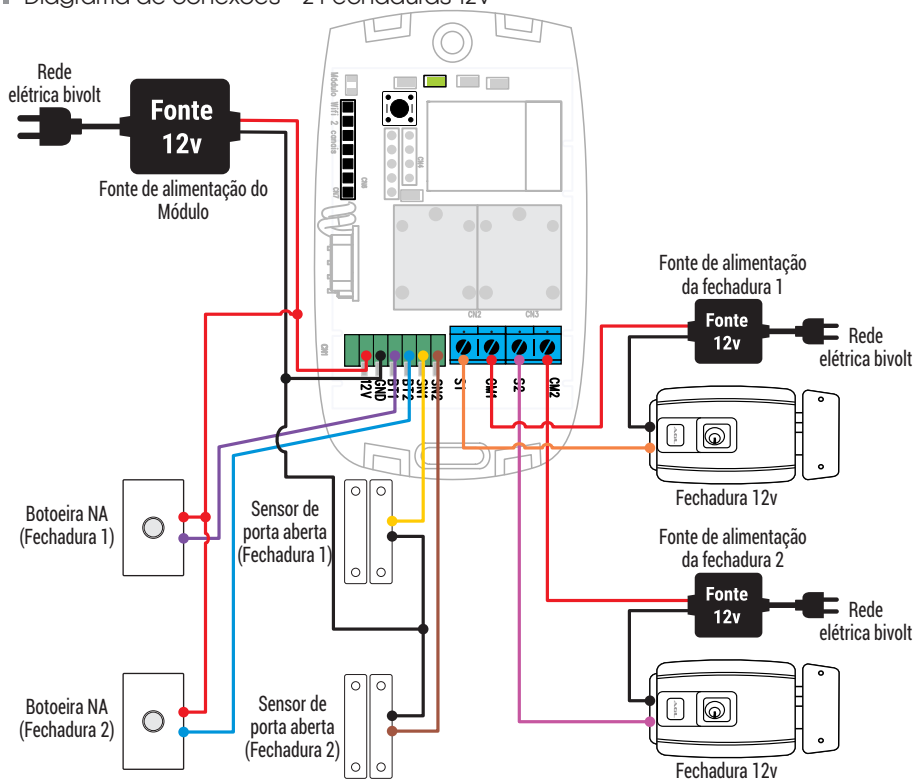 Diagrama de conexões - 2 Fechaduras 12v
Rede
elétrica bivolt
Fonte
12v
Fonte de alimentação do
Módulo
Módulo Wifi 2 canais
CN4
CN2
CN3
CN1
12V
GND
BT1
BT2
SN1
SN2
S1
CM1
S2
CM2
Fonte de alimentação
da fechadura 1
Fonte
12v
Rede
elétrica bivolt
Fechadura 12v
Botoeira NA
(Fechadura 1)
Sensor de
porta aberta
(Fechadura 1)
Fonte de alimentação
da fechadura 2
Fonte
12v
Rede
elétrica bivolt
Botoeira NA
(Fechadura 2)
Sensor de
porta aberta
(Fechadura 2)
Fechadura 12v